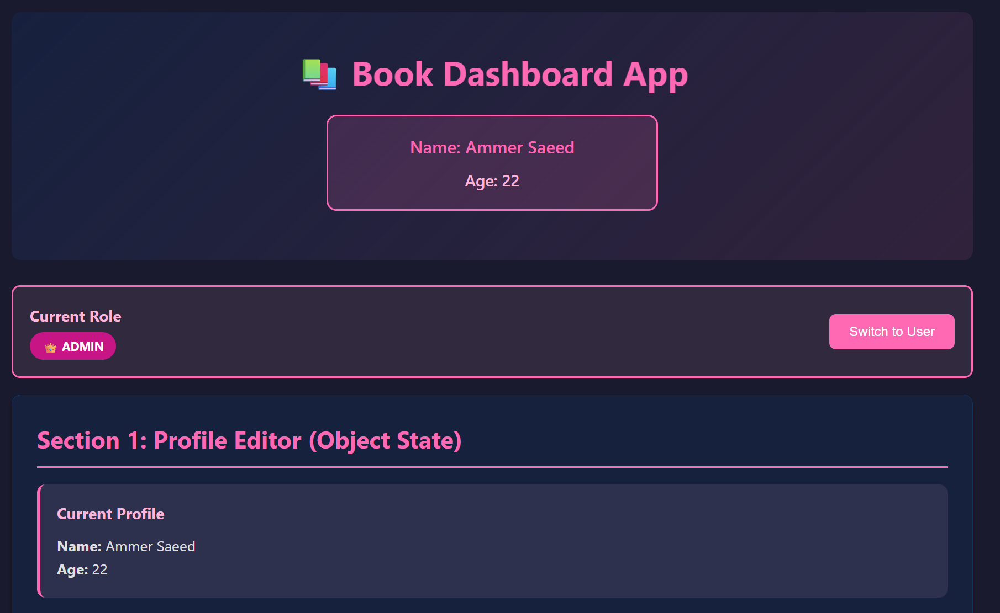 📚 Book Dashboard App
Name: Ammer Saeed
Age: 22
Current Role
👑 ADMIN
Switch to User
Section 1: Profile Editor (Object State)
Current Profile
Name: Ammer Saeed
Age: 22